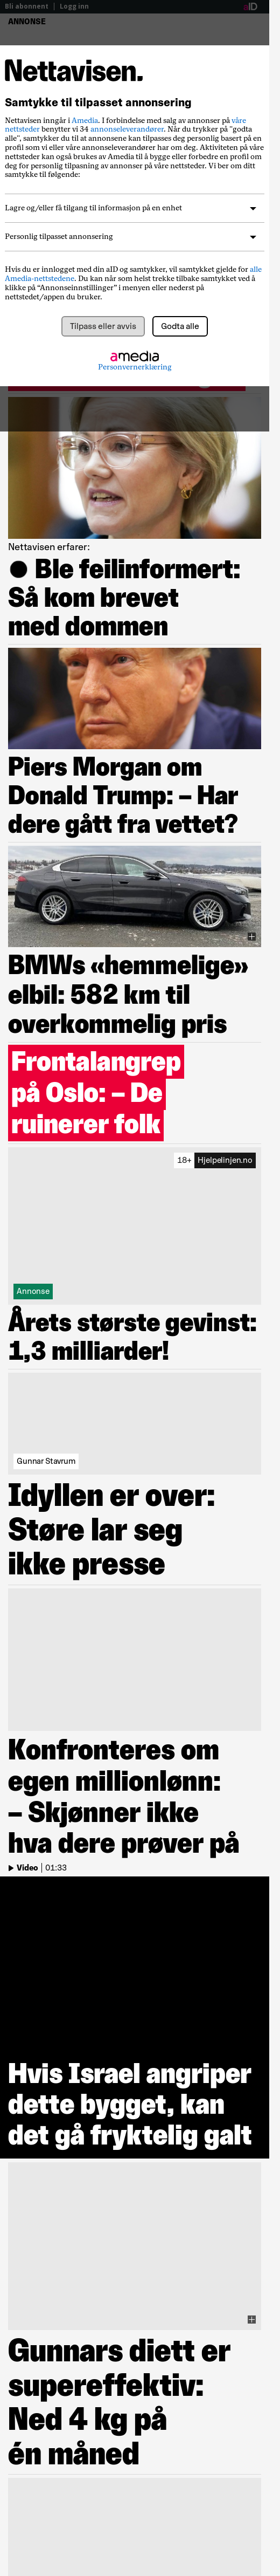 Bli abonnent | Logg inn
aID
ANNONSE
Nettavisen.
Samtykke til tilpasset annonsering
Nettavisen inngår i Amedia. I forbindelse med salg av annonser på våre
nettsteder benytter vi 34 annonseleverandører. Når du trykker på "godta
alle", samtykker du til at annonsene kan tilpasses deg personlig basert på en
profil som vi eller våre annonseleverandører har om deg. Aktiviteten på våre
nettsteder kan også brukes av Amedia til å bygge eller forbedre en profil om
deg for personlig tilpasning av annonser på våre nettsteder. Vi ber om ditt
samtykke til følgende:
Lagre og/eller få tilgang til informasjon på en enhet
Personlig tilpasset annonsering
Hvis du er innlogget med din aID og samtykker, vil samtykket gjelde for alle
Amedia-nettstedene. Du kan når som helst trekke tilbake samtykket ved å
klikke på "Annonseinnstillinger" i menyen eller nederst på
nettstedet/appen du bruker.
Tilpass eller avvis Godta alle
amedia
Personvernerklæring
Nettavisen erfarer:
● Ble feilinformert:
Så kom brevet
med dommen
Piers Morgan om
Donald Trump: – Har
dere gått fra vettet?
BMWs «hemmelige»
elbil: 582 km til
overkommelig pris
Frontalangrep
på Oslo: – De
ruinerer folk
18+ Hjelpelinjen.no
Annonse
Årets største gevinst:
1,3 milliarder!
Gunnar Stavrum
Idyllen er over:
Støre lar seg
ikke presse
Konfronteres om
egen millionlønn:
– Skjønner ikke
hva dere prøver på
Video | 01:33
Hvis Israel angriper
dette bygget, kan
det gå fryktelig galt
Gunnars diett er
supereffektiv:
Ned 4 kg på
én måned